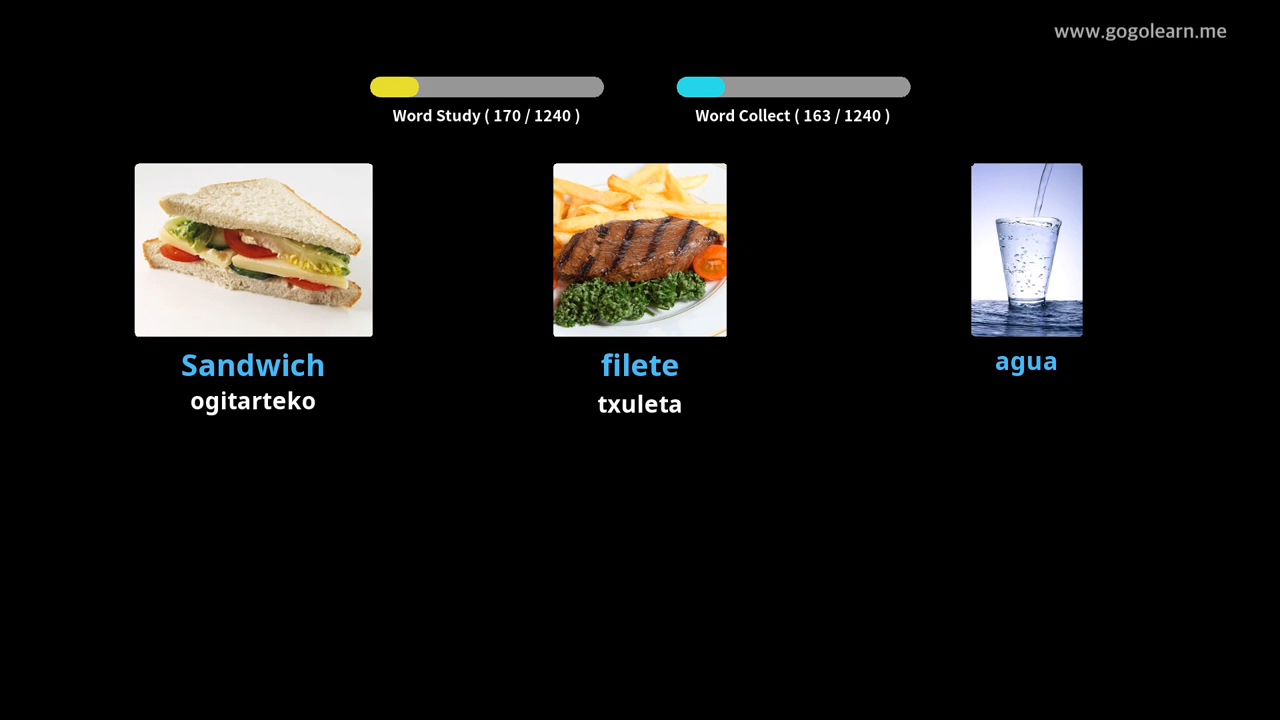 www.gogolearn.me
Word Study ( 170 / 1240 )
Word Collect ( 163 / 1240 )
Sandwich
ogitarteko
filete
txuleta
agua